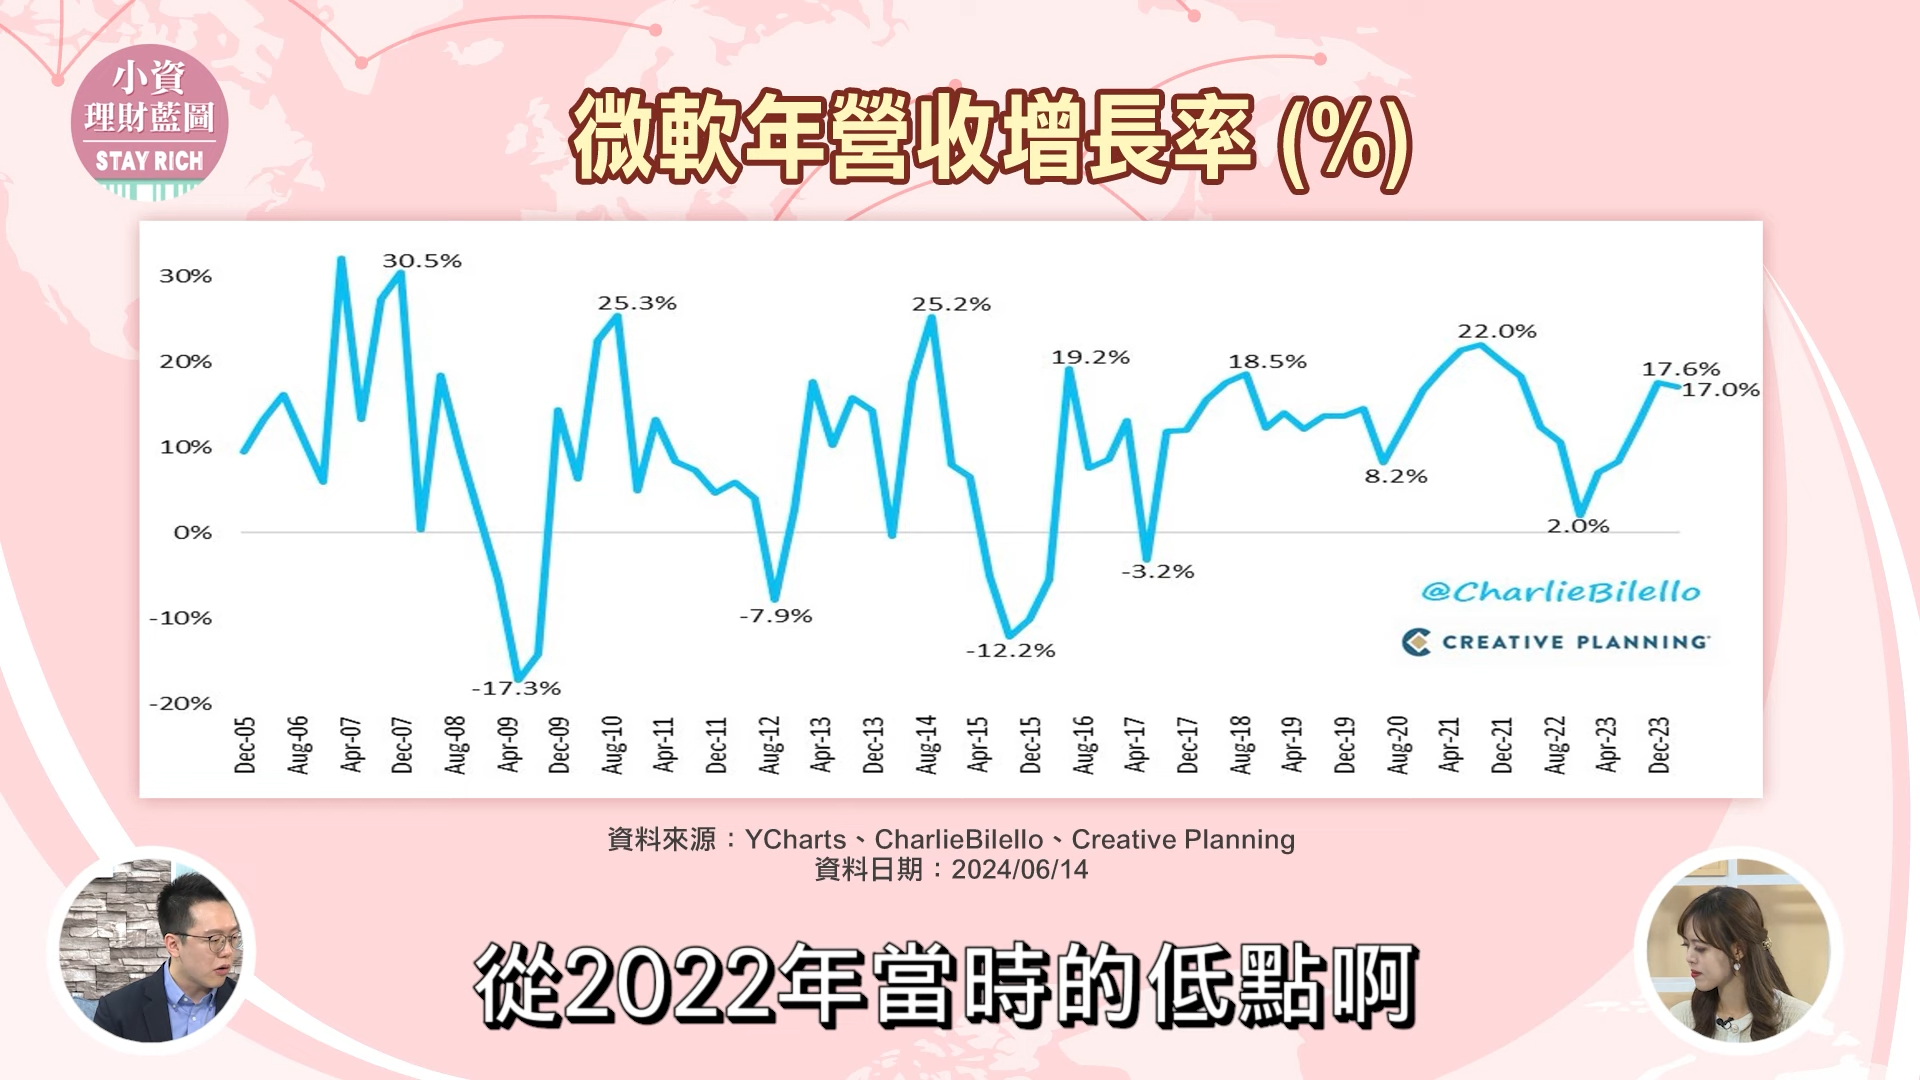 小資
理財藍圖
STAY RICH
微軟年營收增長率 (%)
30%
20%
10%
0%
-10%
-20%
30.5%
25.3%
25.2%
19.2%
18.5%
22.0%
17.6%
17.0%
8.2%
2.0%
-3.2%
-7.9%
-12.2%
-17.3%
@CharlieBilello
CREATIVE PLANNING
Dec-05
Aug-06
Apr-07
Dec-07
Aug-08
Apr-09
Dec-09
Aug-10
Apr-11
Dec-11
Aug-12
Apr-13
Dec-13
Aug-14
Apr-15
Dec-15
Aug-16
Apr-17
Dec-17
Aug-18
Apr-19
Dec-19
Aug-20
Apr-21
Dec-21
Aug-22
Apr-23
Dec-23
資料來源：YCharts、CharlieBilello、Creative Planning
資料日期：2024/06/14
從2022年當時的低點啊